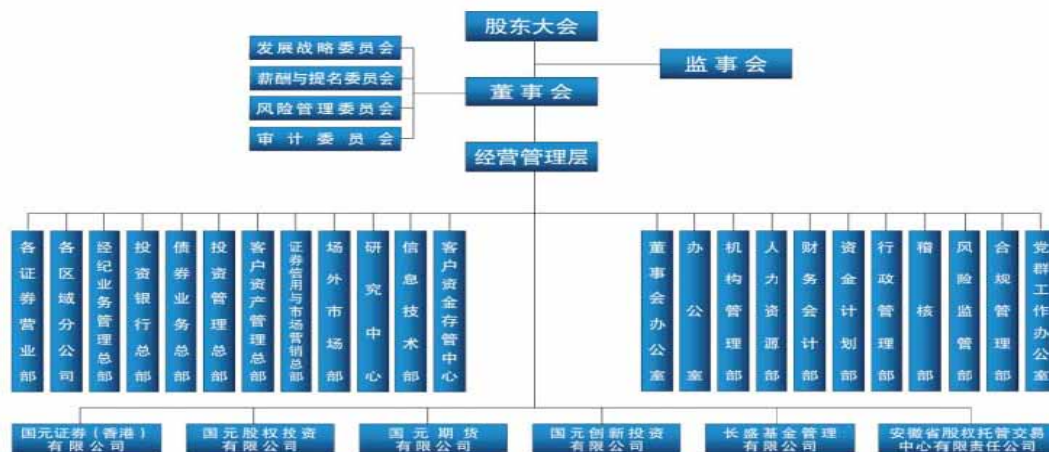 股东大会
发展战略委员会
监事会
薪酬与提名委员会
董事会
风险管理委员会
审计委员会
经营管理层
各证券营业部
各区域分公司
经纪业务管理总部
投资银行总部
债券业务总部
投资管理总部
客户资产管理总部
证券信用与市场营销总部
场外市场部
研究中心
信息技术部
客户资金存管中心
董事会办公室
办公室
机构管理部
人力资源部
财务会计部
资金计划部
行政管理部
稽核部
风险监管部
合规管理部
党群工作办公室
国元证券(香港)
有限公司
国元股权投资
有限公司
国元期货
有限公司
国元创新投资
有限公司
长盛基金管理
有限公司
安徽省股权托管交易
中心有限责任公司